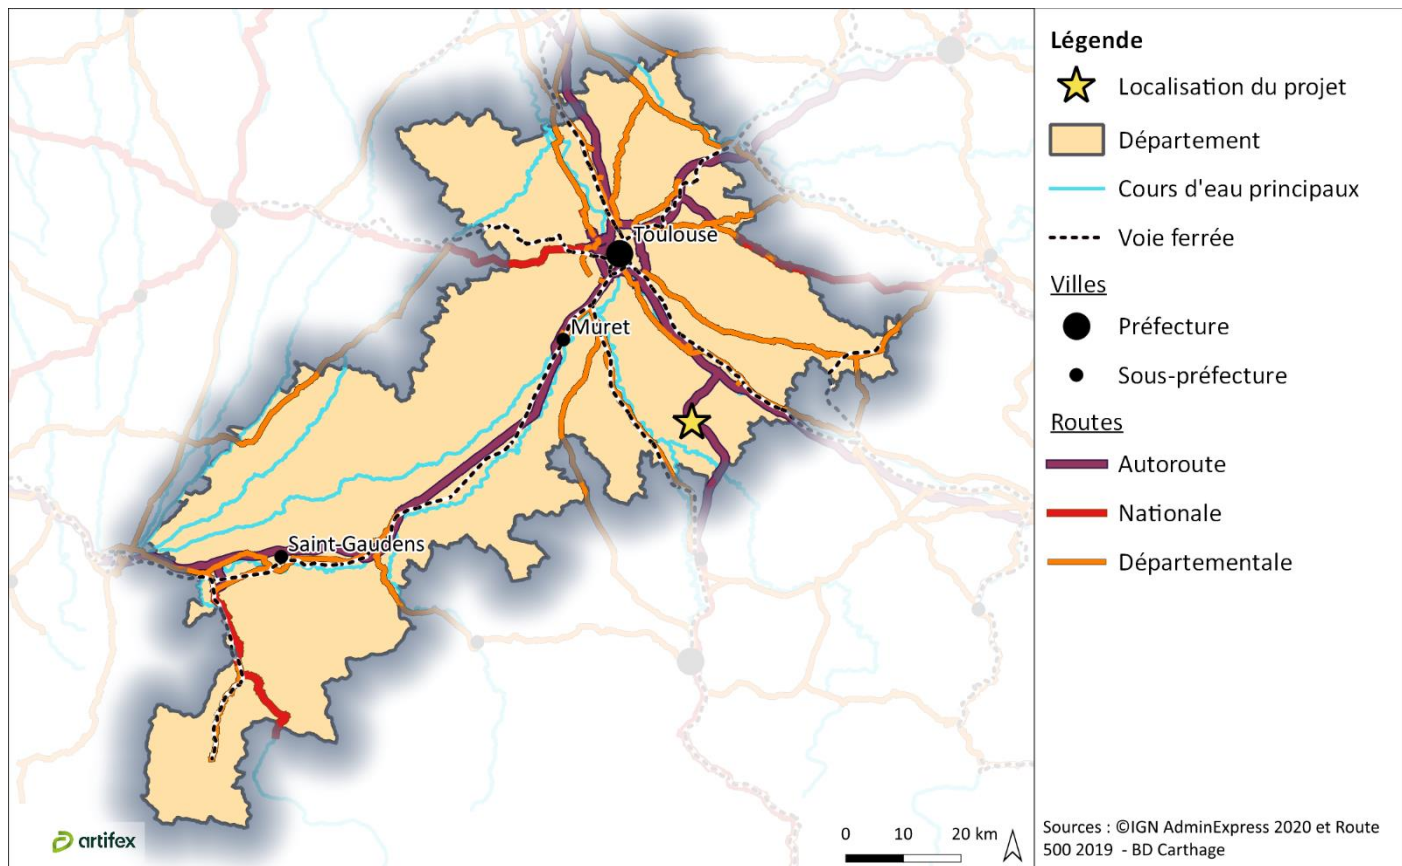 Toulouse
Muret
Saint-Gaudens
artifex
0 10 20 km
Légende
Localisation du projet
Département
Cours d'eau principaux
Voie ferrée
Villes
Préfecture
Sous-préfecture
Routes
Autoroute
Nationale
Départementale
Sources : ©IGN AdminExpress 2020 et Route
500 2019 - BD Carthage